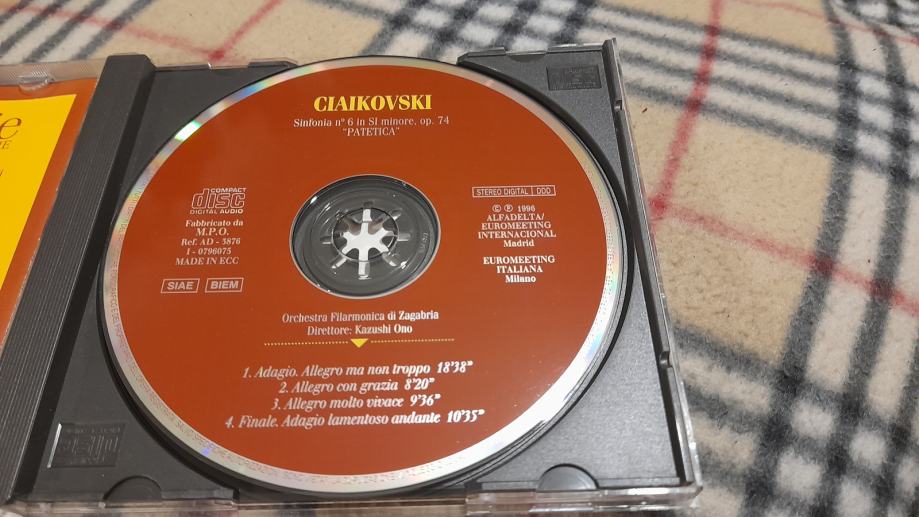 CIAIKOVSKI
Sinfonia nº 6 in SI minore, op. 74
"PATETICA"
COMPACT
disc
DIGITAL AUDIO
Fabbricato da
M.P.O.
Ref. AD - 3876
I - 0796075
MADE IN ECC
SIAE BIEM
STEREO DIGITAL DDD
© ℗ 1996
ALFADELTA/
EUROMEETING
INTERNACIONAL
Madrid
EUROMEETING
ITALIANA
Milano
Orchestra Filarmonica di Zagabria
Direttore: Kazushi Ono
1. Adagio. Allegro ma non troppo 18'38"
2. Allegro con grazia 8'20"
3. Allegro molto vivace 9'36"
4. Finale. Adagio lamentoso andante 10'35"